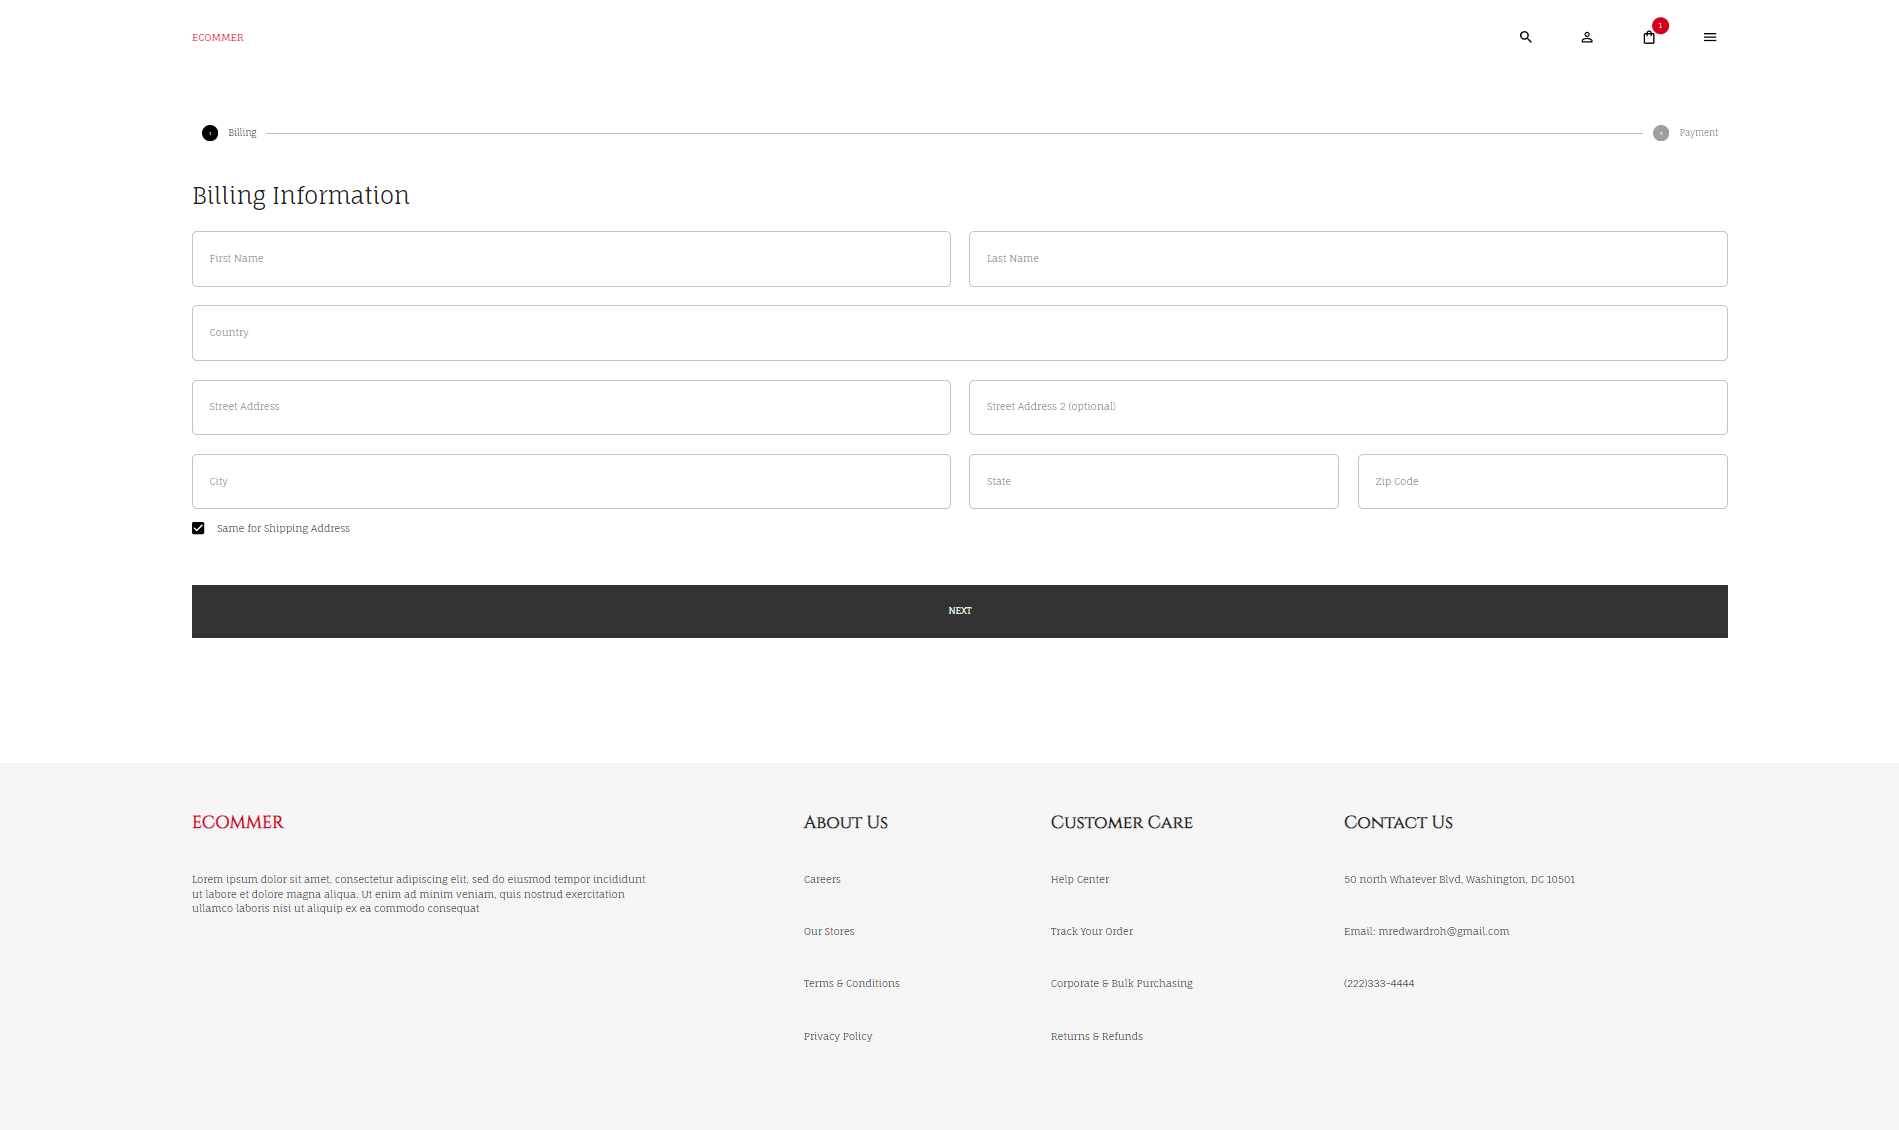 ECOMMER
1
1 Billing
2 Payment
Billing Information
First Name
Last Name
Country
Street Address
Street Address 2 (optional)
City
State
Zip Code
Same for Shipping Address
NEXT
ECOMMER
Lorem ipsum dolor sit amet, consectetur adipiscing elit, sed do eiusmod tempor incididunt
ut labore et dolore magna aliqua. Ut enim ad minim veniam, quis nostrud exercitation
ullamco laboris nisi ut aliquip ex ea commodo consequat
About Us
Careers
Our Stores
Terms & Conditions
Privacy Policy
Customer Care
Help Center
Track Your Order
Corporate & Bulk Purchasing
Returns & Refunds
Contact Us
50 north Whatever Blvd, Washington, DC 10501
Email: mredwardroh@gmail.com
(222)333-4444